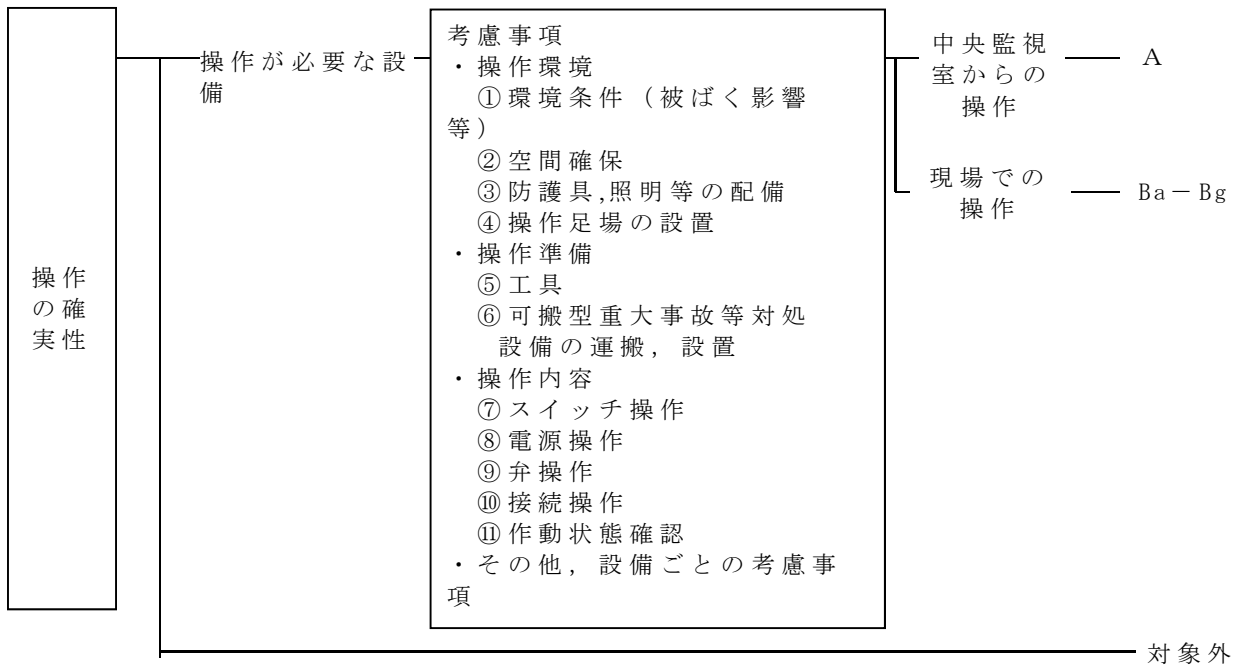 操作
の確
実性
操作が必要な設
備
考慮事項
・操作環境
①環境条件(被ばく影響
等)
②空間確保
③防護具,照明等の配備
④操作足場の設置
・操作準備
⑤工具
⑥可搬型重大事故等対処
設備の運搬,設置
・操作内容
⑦スイッチ操作
⑧電源操作
⑨弁操作
⑩接続操作
⑪作動状態確認
・その他,設備ごとの考慮事
項
中央監視
室からの
操作
A
現場での
操作
Ba-Bg
対象外